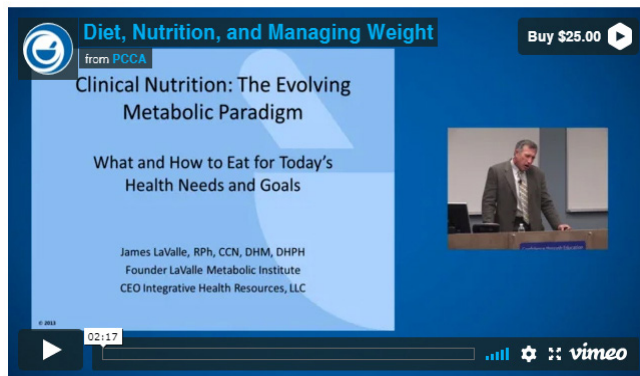 Diet, Nutrition, and Managing Weight
from PCCA
Buy $25.00
Clinical Nutrition: The Evolving
Metabolic Paradigm
What and How to Eat for Today's
Health Needs and Goals
James LaValle, RPh, CCN, DHM, DHPH
Founder LaValle Metabolic Institute
CEO Integrative Health Resources, LLC
© 2013
02:17
vimeo